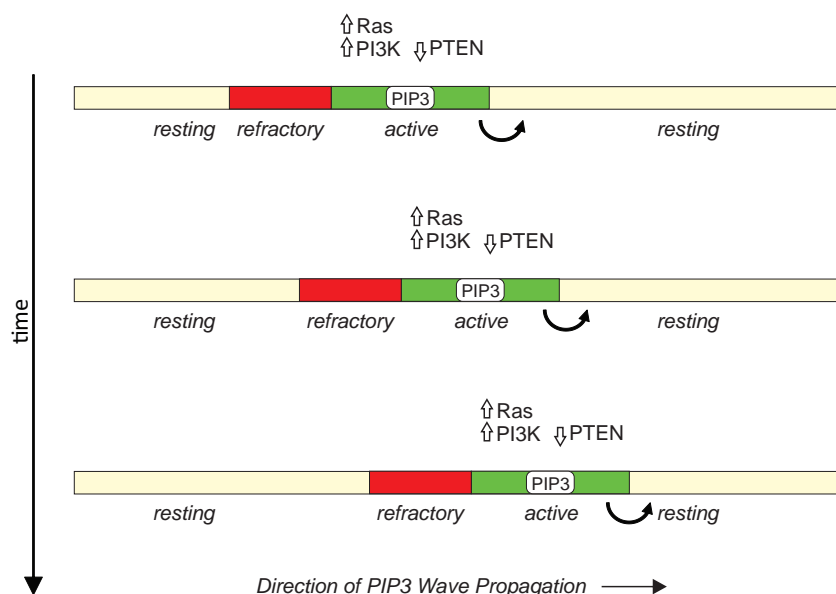 ⇧Ras
⇧PI3K ⇩PTEN
PIP3
resting refractory active resting
⇧Ras
⇧PI3K ⇩PTEN
PIP3
resting refractory active resting
time
⇧Ras
⇧PI3K ⇩PTEN
PIP3
resting refractory active resting
Direction of PIP3 Wave Propagation